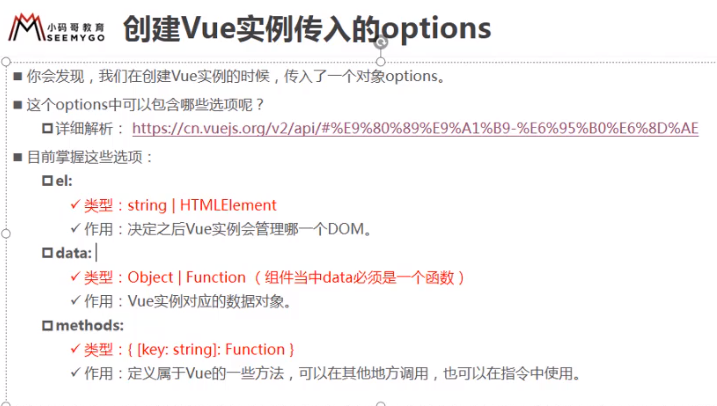 小码哥教育
SEEMYGO
创建Vue实例传入的options
你会发现，我们在创建Vue实例的时候，传入了一个对象options。
这个options中可以包含哪些选项呢？
详细解析： https://cn.vuejs.org/v2/api/#%E9%80%89%E9%A1%B9-%E6%95%B0%E6%8D%AE
目前掌握这些选项：
el:
类型：string | HTMLElement
作用：决定之后Vue实例会管理哪一个DOM。
data:
类型：Object | Function （组件当中data必须是一个函数）
作用：Vue实例对应的数据对象。
methods:
类型：{ [key: string]: Function }
作用：定义属于Vue的一些方法，可以在其他地方调用，也可以在指令中使用。